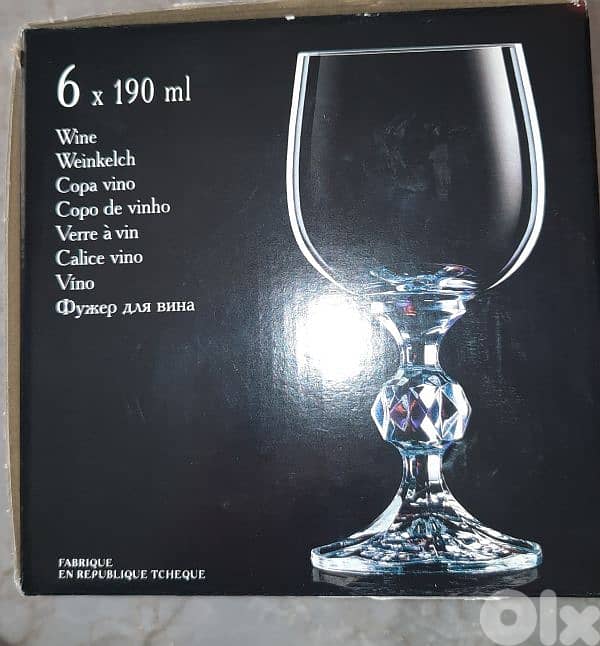 6 x 190 ml
Wine
Weinkelch
Copa vino
Copo de vinho
Verre à vin
Calice vino
Víno
Фужер для вина
FABRIQUE
EN REPUBLIQUE TCHEQUE
Olx